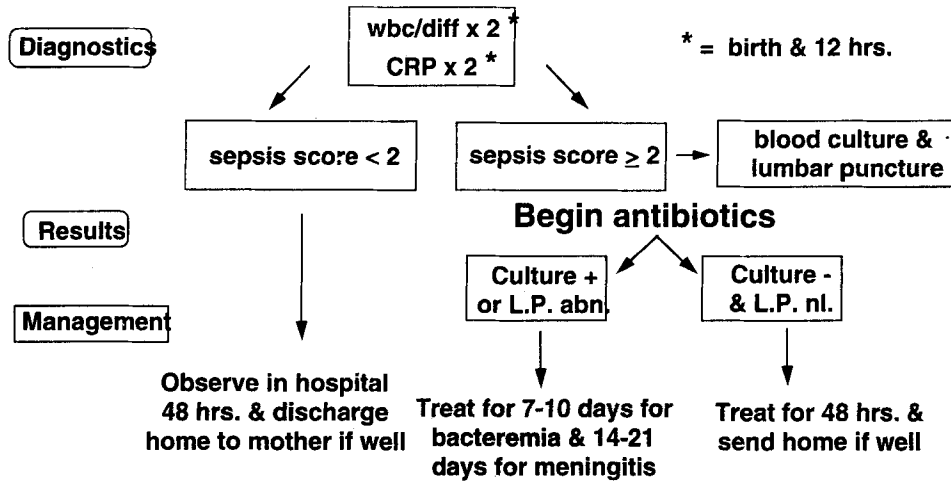 Diagnostics
wbc/diff x 2 *
CRP x 2 *
* = birth & 12 hrs.
sepsis score < 2
sepsis score ≥ 2
blood culture &
lumbar puncture
Begin antibiotics
Results
Culture +
or L.P. abn.
Culture -
& L.P. nl.
Management
Observe in hospital
48 hrs. & discharge
home to mother if well
Treat for 7-10 days for
bacteremia & 14-21
days for meningitis
Treat for 48 hrs. &
send home if well